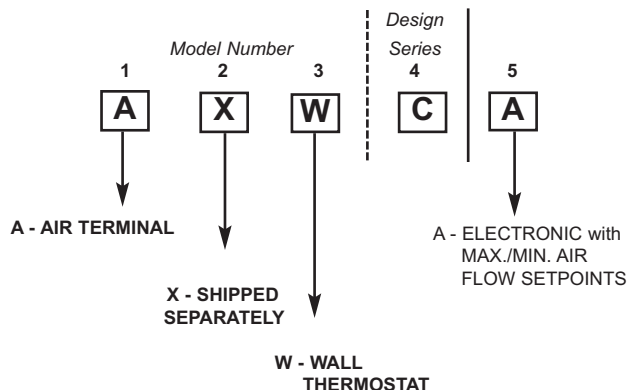 Design
Model Number Series
1 2 3 4 5
A X W C A
A - AIR TERMINAL
A - ELECTRONIC with
MAX./MIN. AIR
FLOW SETPOINTS
X - SHIPPED
SEPARATELY
W - WALL
THERMOSTAT